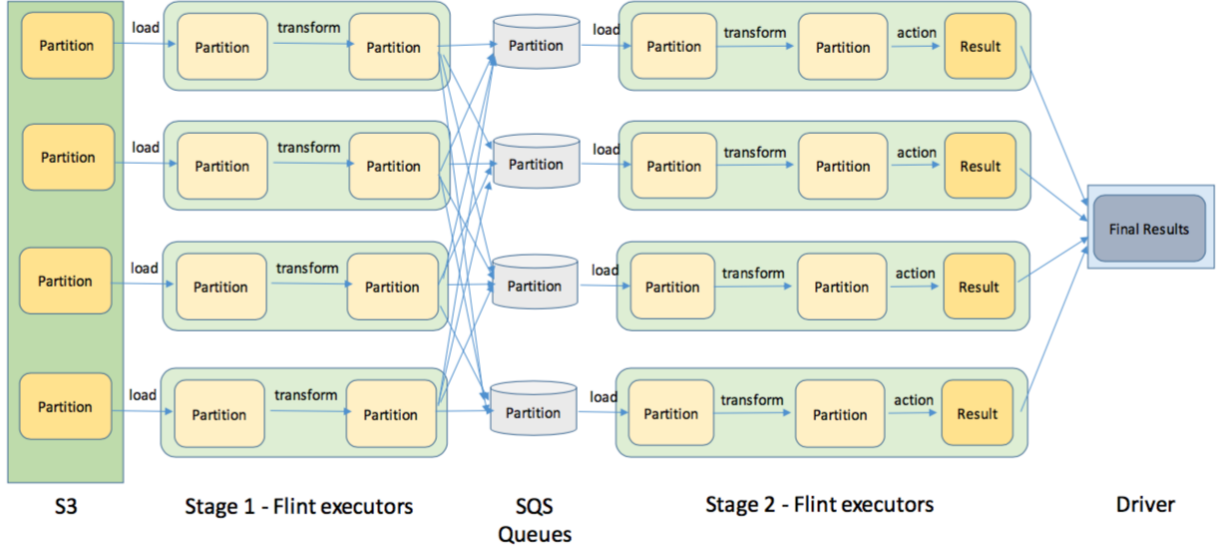 Partition load Partition transform Partition Partition load Partition transform Partition action Result
Partition load Partition transform Partition Partition load Partition transform Partition action Result
Final Results
Partition load Partition transform Partition Partition load Partition transform Partition action Result
Partition load Partition transform Partition Partition load Partition transform Partition action Result
S3 Stage 1 - Flint executors SQS Stage 2 - Flint executors Driver
Queues